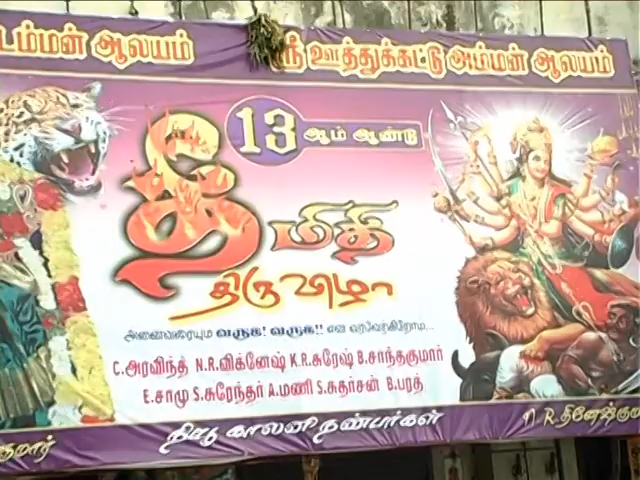 டம்மன் ஆலயம் ஸ்ரீ ஊத்துக்காட்டு அம்மன் ஆலயம்
13 ஆம் ஆண்டு
தீ மிதி
திருவிழா
அனைவரையும் வருக! வருக!! என வரவேற்கிறோம்...
C.அரவிந்த் N.R.விக்னேஷ் K.R.சுரேஷ் B.சாந்தகுமார்
E.சாமு S.சுரேந்தர் A.மணி S.சுதர்சன் B.பரத்
காலனி நண்பர்கள்